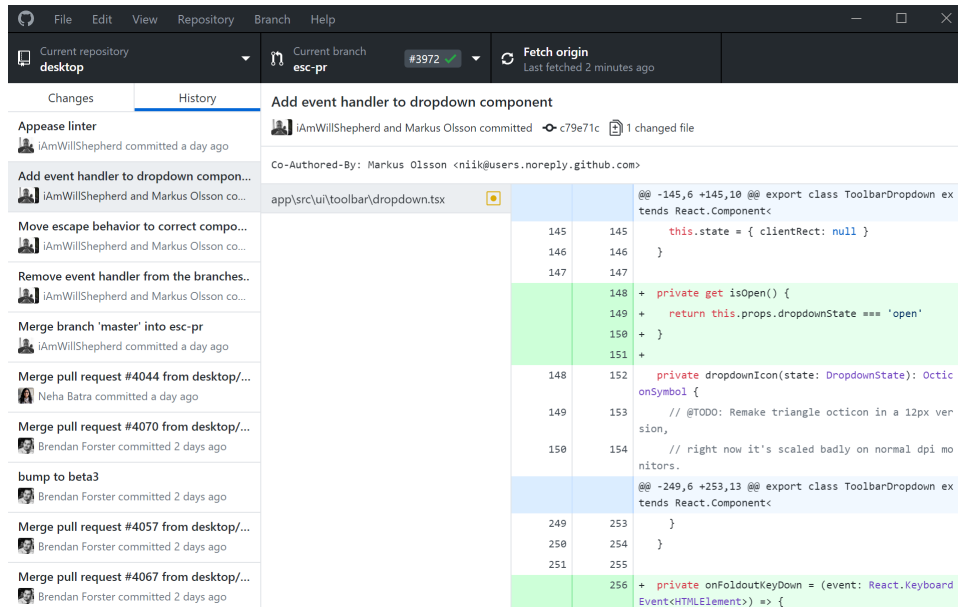 File Edit View Repository Branch Help
Current repository
desktop
Current branch
esc-pr
#3972
Fetch origin
Last fetched 2 minutes ago
Changes History
Appease linter
iAmWillShepherd committed a day ago
Add event handler to dropdown compon...
iAmWillShepherd and Markus Olsson co...
Move escape behavior to correct compo...
iAmWillShepherd and Markus Olsson co...
Remove event handler from the branches..
iAmWillShepherd and Markus Olsson co...
Merge branch 'master' into esc-pr
iAmWillShepherd committed a day ago
Merge pull request #4044 from desktop/...
Neha Batra committed a day ago
Merge pull request #4070 from desktop/...
Brendan Forster committed 2 days ago
bump to beta3
Brendan Forster committed 2 days ago
Merge pull request #4057 from desktop/...
Brendan Forster committed 2 days ago
Merge pull request #4067 from desktop/...
Brendan Forster committed 2 days ago
Add event handler to dropdown component
iAmWillShepherd and Markus Olsson committed c79e71c 1 changed file
Co-Authored-By: Markus Olsson <niik@users.noreply.github.com>
app\src\ui\toolbar\dropdown.tsx
@@ -145,6 +145,10 @@ export class ToolbarDropdown ex
tends React.Component<
145 145 this.state = { clientRect: null }
146 146 }
147 147
148 + private get isOpen() {
149 + return this.props.dropdownState === 'open'
150 + }
151 +
148 152 private dropdownIcon(state: DropdownState): Octic
onSymbol {
149 153 // @TODO: Remake triangle octicon in a 12px ver
sion,
150 154 // right now it's scaled badly on normal dpi mo
nitors.
@@ -249,6 +253,13 @@ export class ToolbarDropdown ex
tends React.Component<
249 253 }
250 254 }
251 255
256 + private onFoldoutKeyDown = (event: React.Keyboard
Event<HTMLElement>) => {